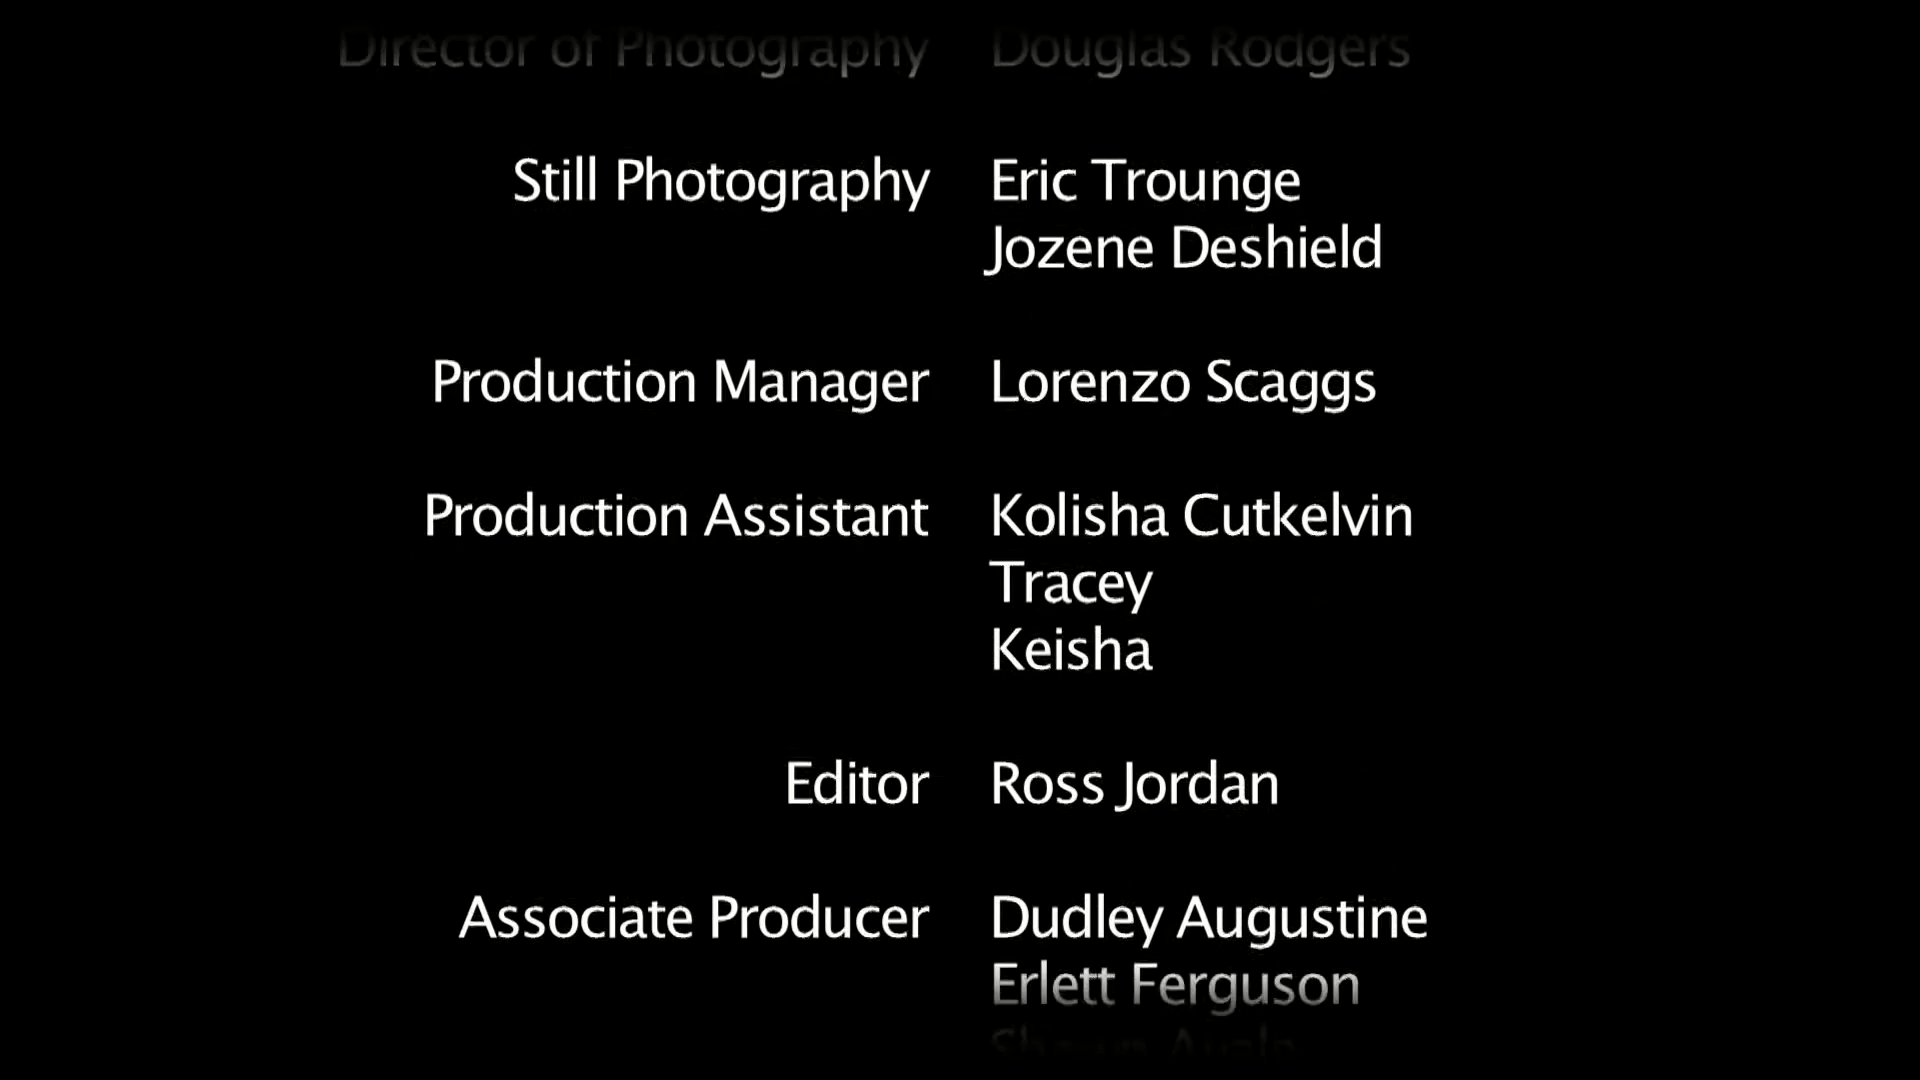 Director of Photography Douglas Rodgers
Still Photography Eric Trounge
Jozene Deshield
Production Manager Lorenzo Scaggs
Production Assistant Kolisha Cutkelvin
Tracey
Keisha
Editor Ross Jordan
Associate Producer Dudley Augustine
Erlett Ferguson